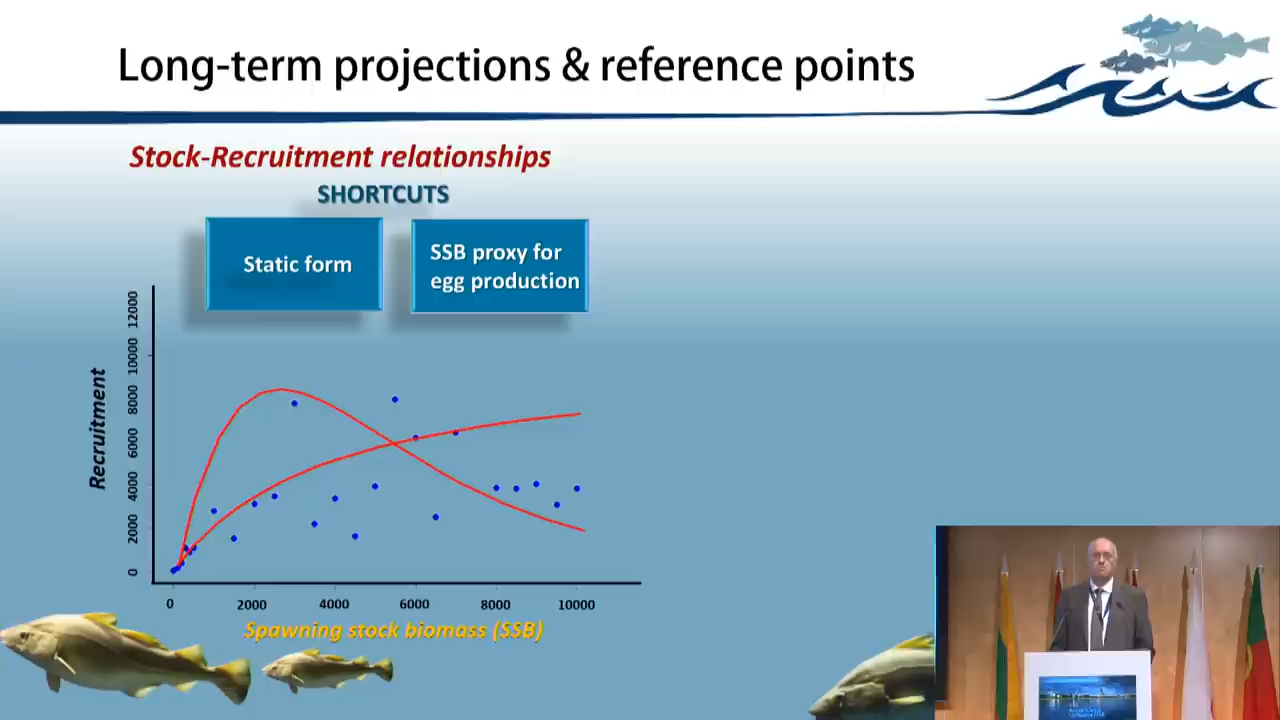 Long-term projections & reference points
Stock-Recruitment relationships
SHORTCUTS
Static form
SSB proxy for
egg production
Recruitment
12000
10000
8000
6000
4000
2000
0
0 2000 4000 6000 8000 10000
Spawning stock biomass (SSB)